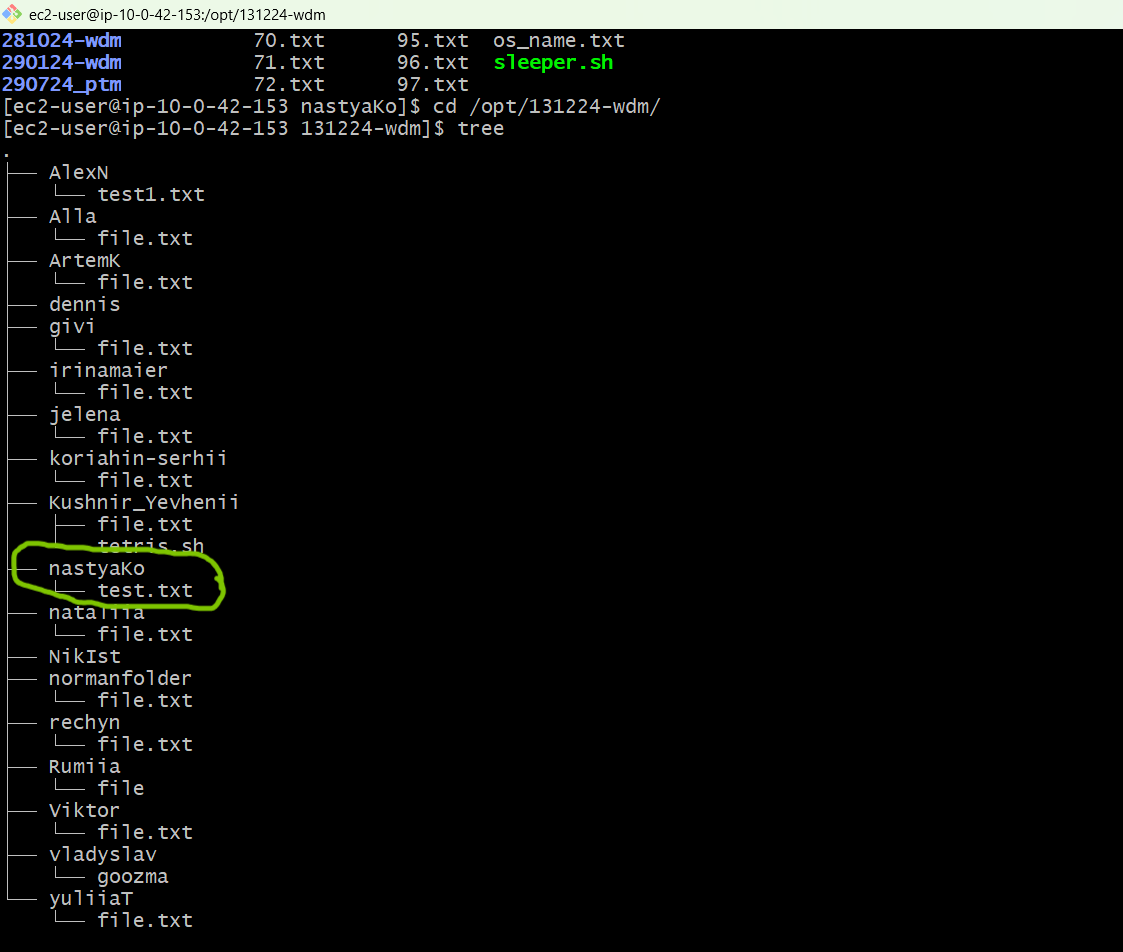 ec2-user@ip-10-0-42-153:/opt/131224-wdm
281024-wdm 70.txt 95.txt os_name.txt
290124-wdm 71.txt 96.txt sleeper.sh
290724_ptm 72.txt 97.txt
[ec2-user@ip-10-0-42-153 nastyaKo]$ cd /opt/131224-wdm/
[ec2-user@ip-10-0-42-153 131224-wdm]$ tree
.
├── AlexN
│   └── test1.txt
├── Alla
│   └── file.txt
├── ArtemK
│   └── file.txt
├── dennis
├── givi
│   └── file.txt
├── irinamaier
│   └── file.txt
├── jelena
│   └── file.txt
├── koriahin-serhii
│   └── file.txt
├── Kushnir_Yevhenii
│   ├── file.txt
│   └── tetris.sh
├── nastyaKo
│   └── test.txt
├── nataliia
│   └── file.txt
├── NikIst
├── normanfolder
│   └── file.txt
├── rechyn
│   └── file.txt
├── Rumiia
│   └── file
├── Viktor
│   └── file.txt
├── vladyslav
│   └── goozma
└── yuliiaT
    └── file.txt